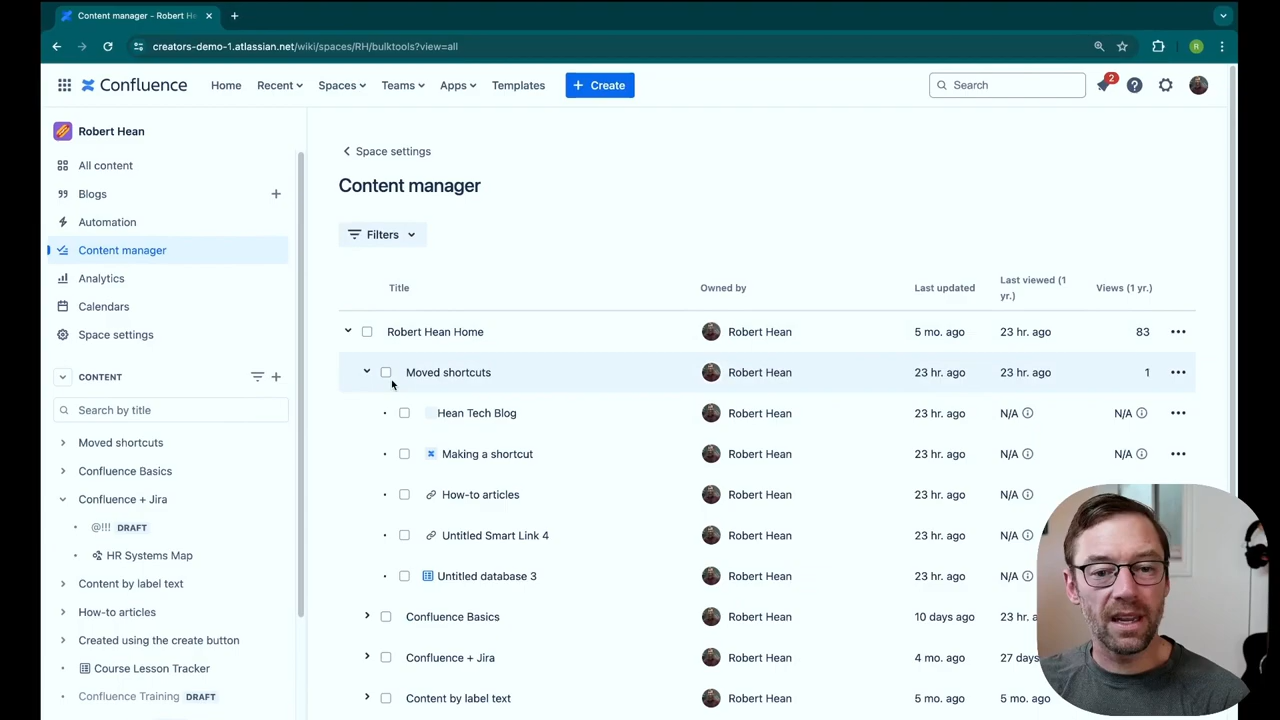 Content manager - Robert H
creators-demo-1.atlassian.net/wiki/spaces/RH/bulktools?view=all
R
Confluence
Home
Recent
Spaces
Teams
Apps
Templates
+ Create
Search
2
Robert Hean
All content
Blogs
Automation
Content manager
Analytics
Calendars
Space settings
CONTENT
Search by title
Moved shortcuts
Confluence Basics
Confluence + Jira
@!!! DRAFT
HR Systems Map
Content by label text
How-to articles
Created using the create button
Course Lesson Tracker
Confluence Training DRAFT
Space settings
Content manager
Filters
Title Owned by Last updated Last viewed (1 yr.) Views (1 yr.)
Robert Hean Home Robert Hean 5 mo. ago 23 hr. ago 83
Moved shortcuts Robert Hean 23 hr. ago 23 hr. ago 1
Hean Tech Blog Robert Hean 23 hr. ago N/A N/A
Making a shortcut Robert Hean 23 hr. ago N/A N/A
How-to articles Robert Hean 23 hr. ago N/A
Untitled Smart Link 4 Robert Hean 23 hr. ago N/A
Untitled database 3 Robert Hean 23 hr. ago N/A
Confluence Basics Robert Hean 10 days ago 23 hr.
Confluence + Jira Robert Hean 4 mo. ago 27 days
Content by label text Robert Hean 5 mo. ago 5 mo.